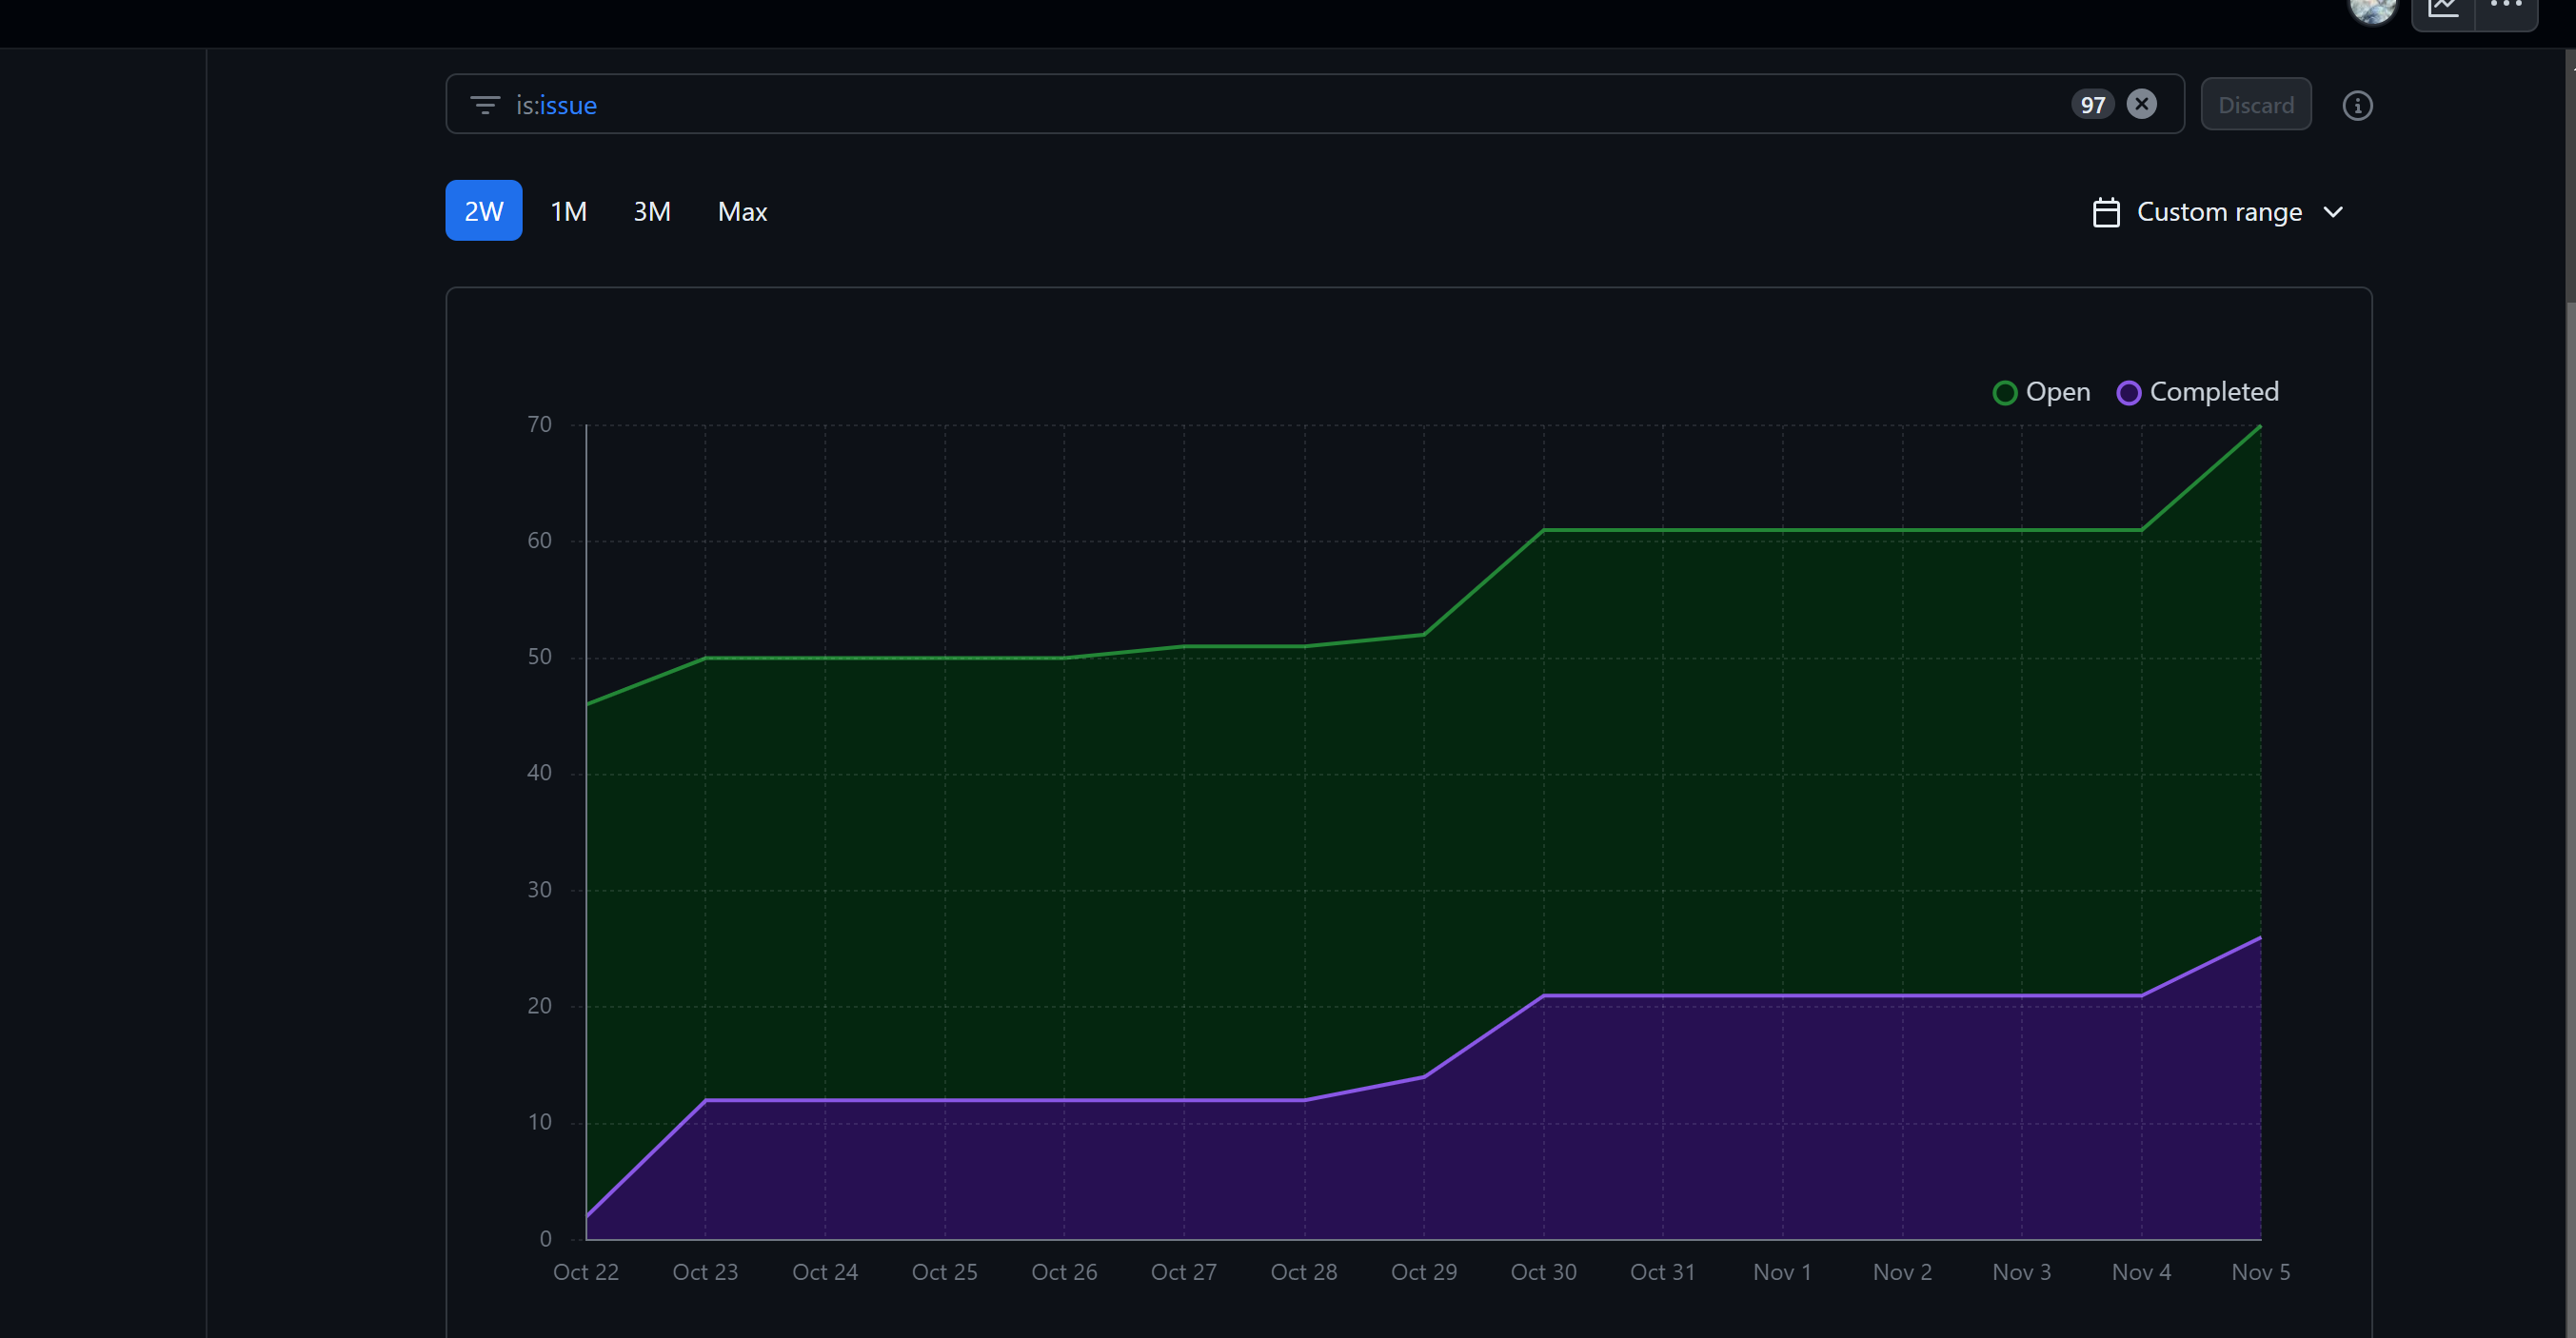 is:issue 97 Discard
2W 1M 3M Max Custom range
Open Completed
70
60
50
40
30
20
10
0
Oct 22 Oct 23 Oct 24 Oct 25 Oct 26 Oct 27 Oct 28 Oct 29 Oct 30 Oct 31 Nov 1 Nov 2 Nov 3 Nov 4 Nov 5